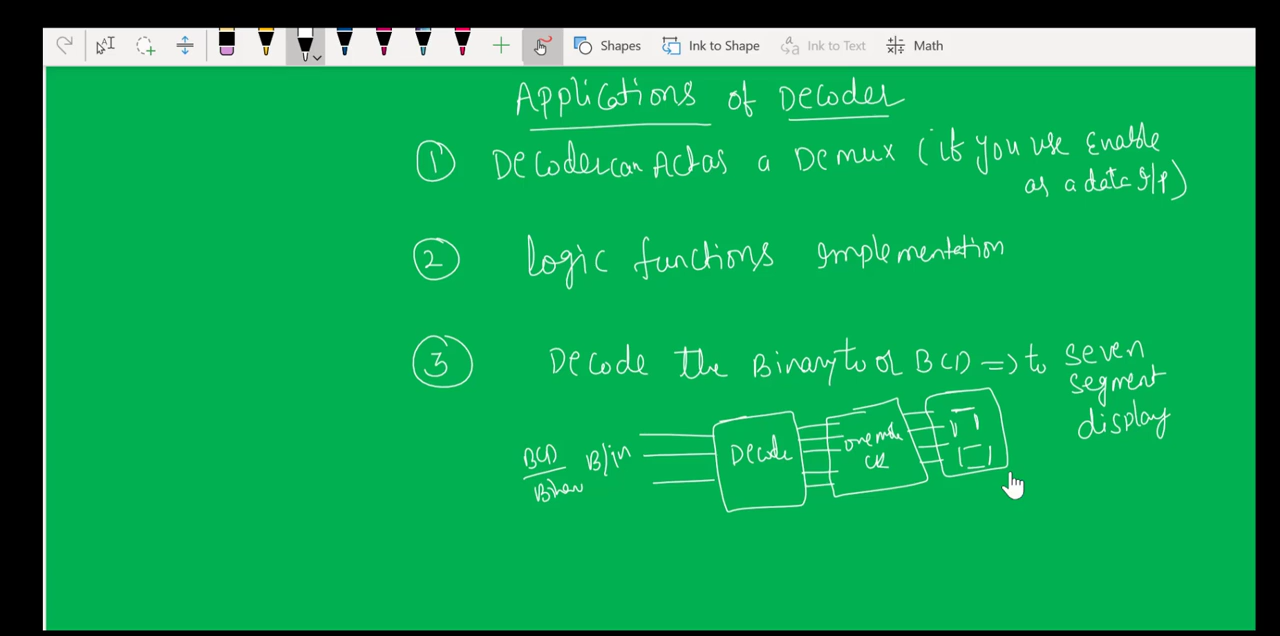 Shapes Ink to Shape Ink to Text Math
Applications of Decoder
1 Decoder can Act as a Demux (if you use Enable
as a data I/p)
2 Logic functions Implementation
3 Decode the Binary to or BCD => to seven
segment
display
BCD B/in Decode one more
Binary